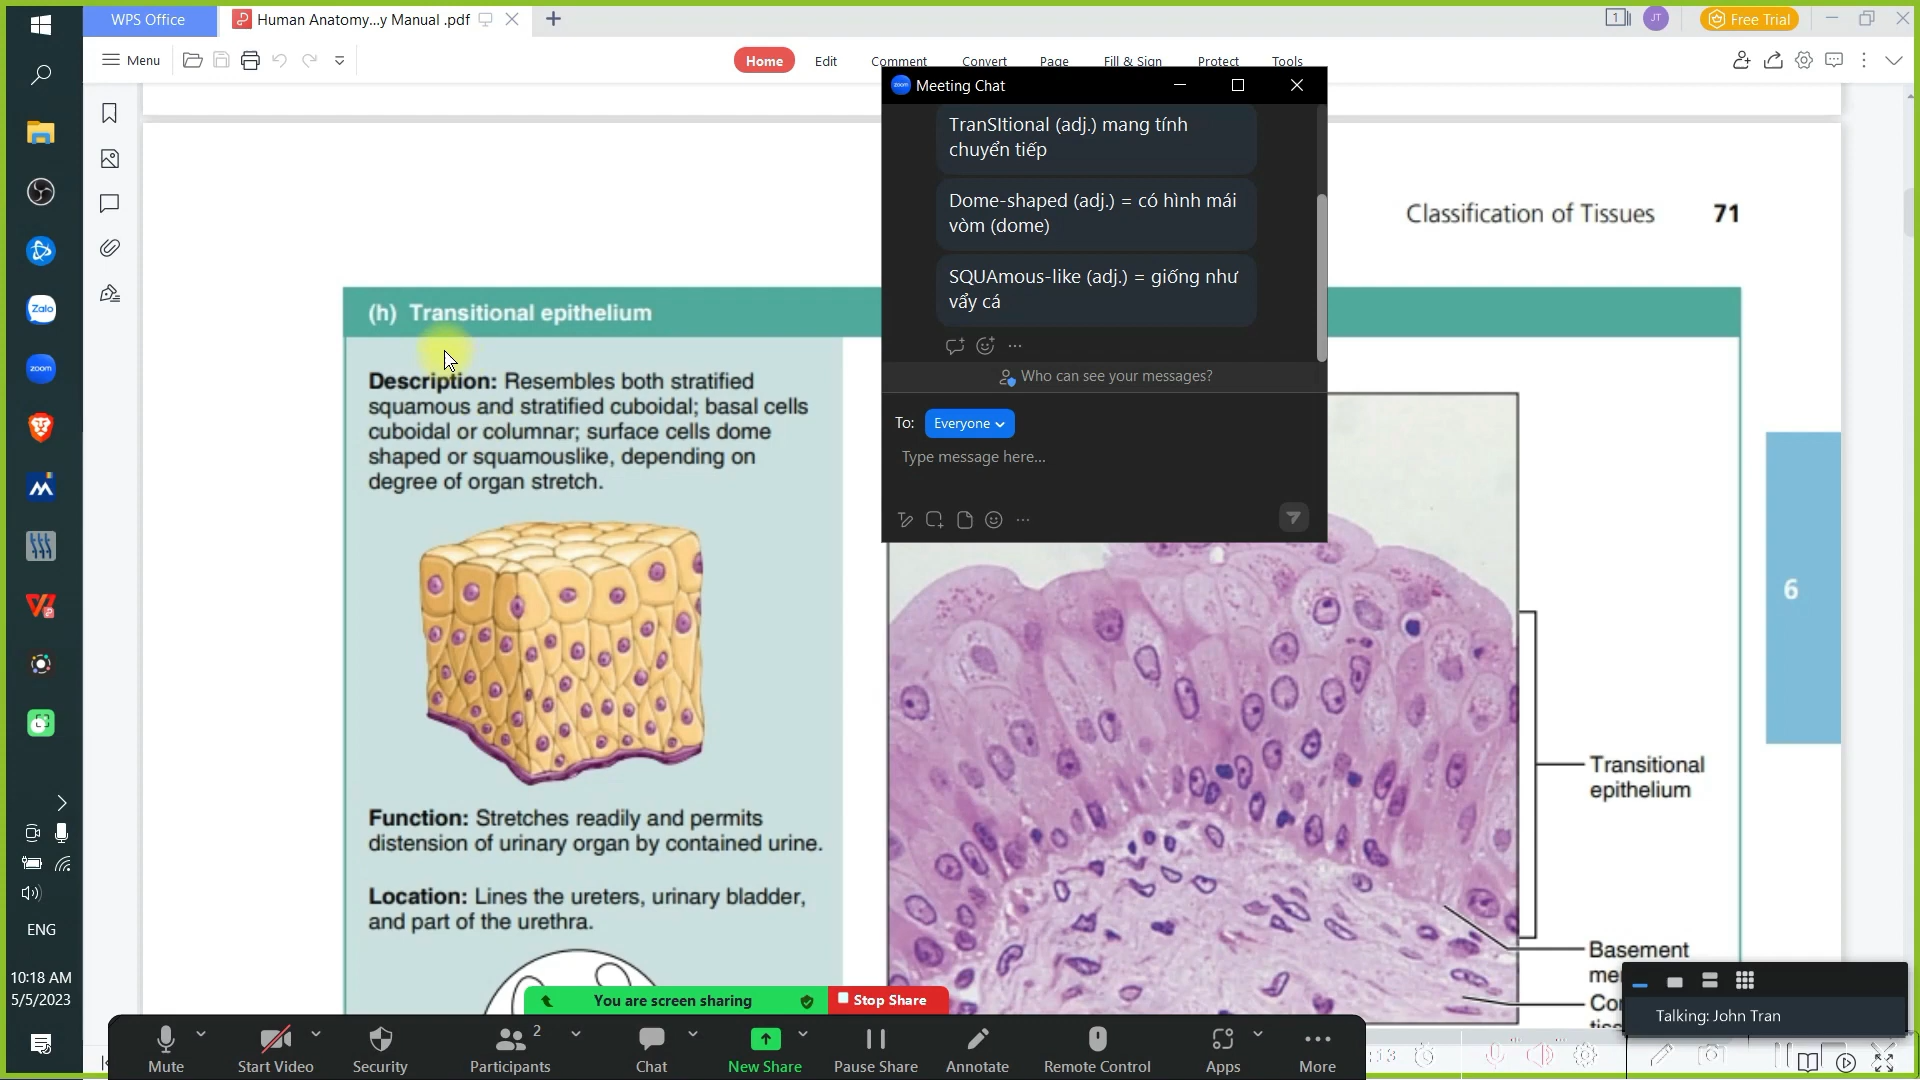 WPS Office
Human Anatomy...y Manual .pdf
1
JT
Free Trial
Menu
Home
Edit
Comment
Convert
Page
Fill & Sign
Protect
Tools
zoom
Meeting Chat
TranSItional (adj.) mang tính
chuyển tiếp
Dome-shaped (adj.) = có hình mái
vòm (dome)
SQUAmous-like (adj.) = giống như
vẩy cá
Who can see your messages?
To:
Everyone
Type message here...
Classification of Tissues
71
(h) Transitional epithelium
Description: Resembles both stratified
squamous and stratified cuboidal; basal cells
cuboidal or columnar; surface cells dome
shaped or squamouslike, depending on
degree of organ stretch.
Function: Stretches readily and permits
distension of urinary organ by contained urine.
Location: Lines the ureters, urinary bladder,
and part of the urethra.
6
Transitional
epithelium
Basement
Zalo
zoom
ENG
10:18 AM
5/5/2023
You are screen sharing
Stop Share
Talking: John Tran
2
Mute
Start Video
Security
Participants
Chat
New Share
Pause Share
Annotate
Remote Control
Apps
More